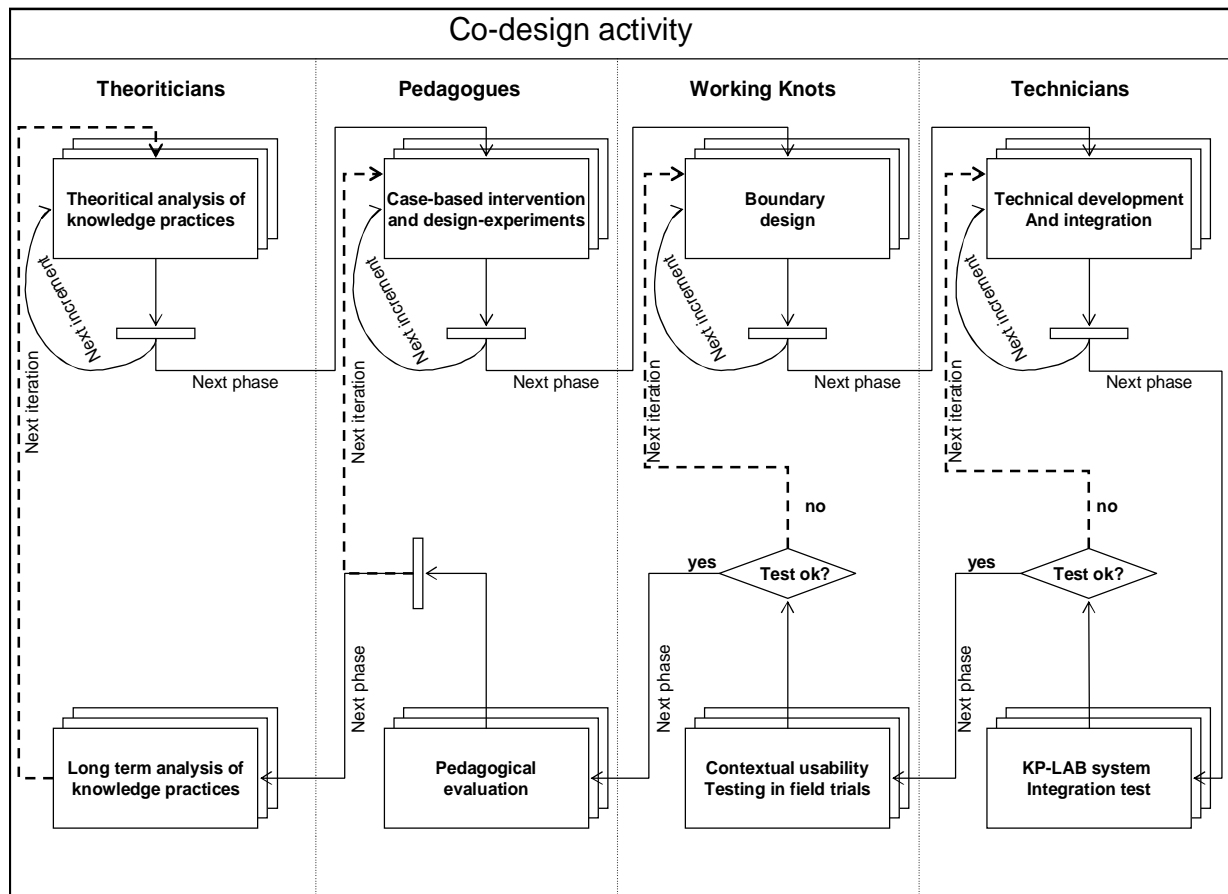 Co-design activity
Theoriticians
Pedagogues
Working Knots
Technicians
Theoritical analysis of
knowledge practices
Case-based intervention
and design-experiments
Boundary
design
Technical development
And integration
Next increment
Next increment
Next increment
Next increment
Next phase
Next phase
Next phase
Next phase
Next iteration
Next iteration
Next iteration
Next iteration
no
no
yes
Test ok?
yes
Test ok?
Next phase
Next phase
Next phase
Long term analysis of
knowledge practices
Pedagogical
evaluation
Contextual usability
Testing in field trials
KP-LAB system
Integration test